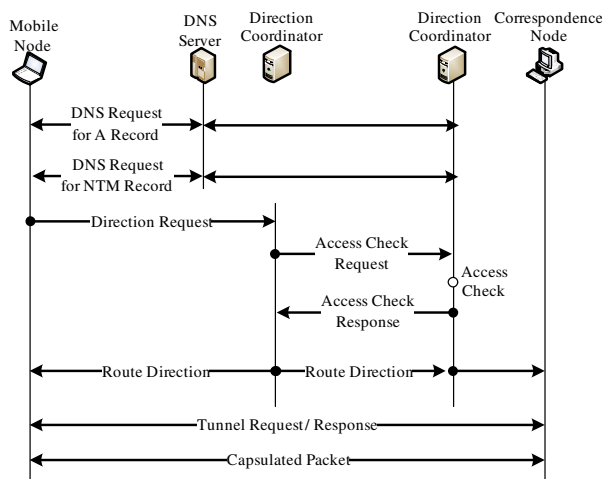 Mobile
Node
DNS
Server
Direction
Coordinator
Direction
Coordinator
Correspondence
Node
DNS Request
for A Record
DNS Request
for NTM Record
Direction Request
Access Check
Request
Access
Check
Access Check
Response
Route Direction
Route Direction
Tunnel Request/ Response
Capsulated Packet